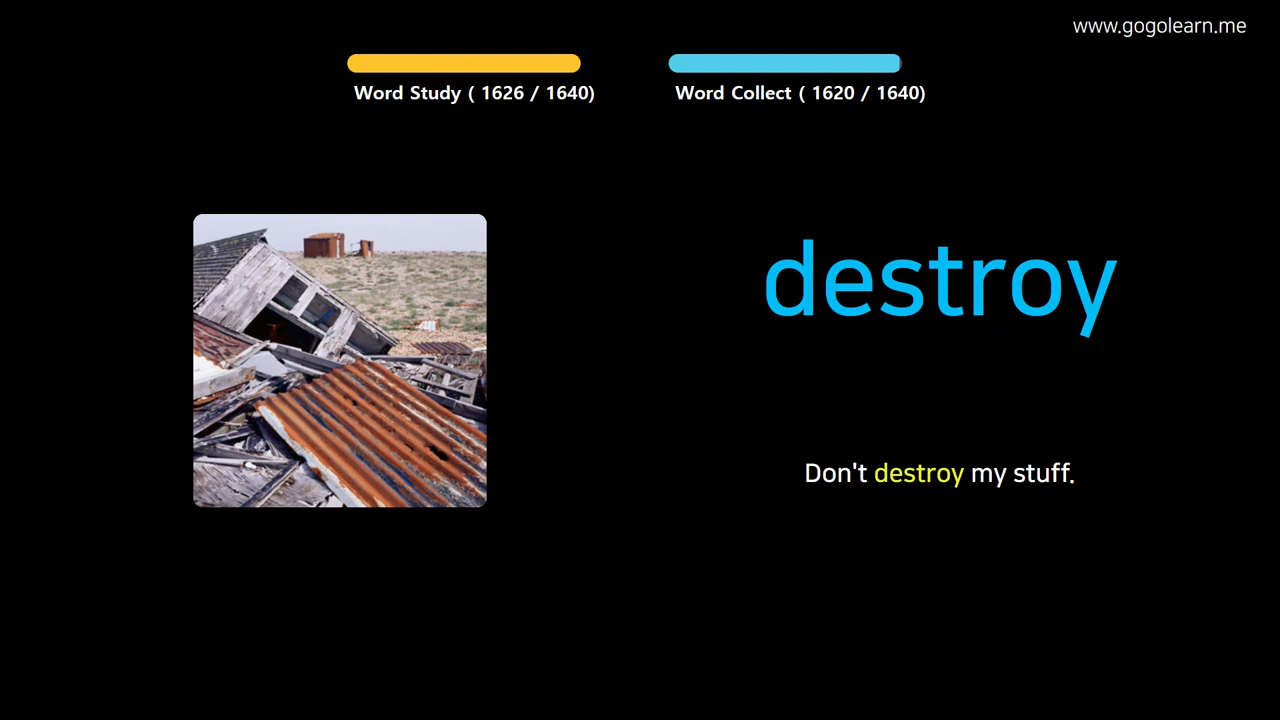 www.gogolearn.me
Word Study ( 1626 / 1640)
Word Collect ( 1620 / 1640)
destroy
Don't destroy my stuff.